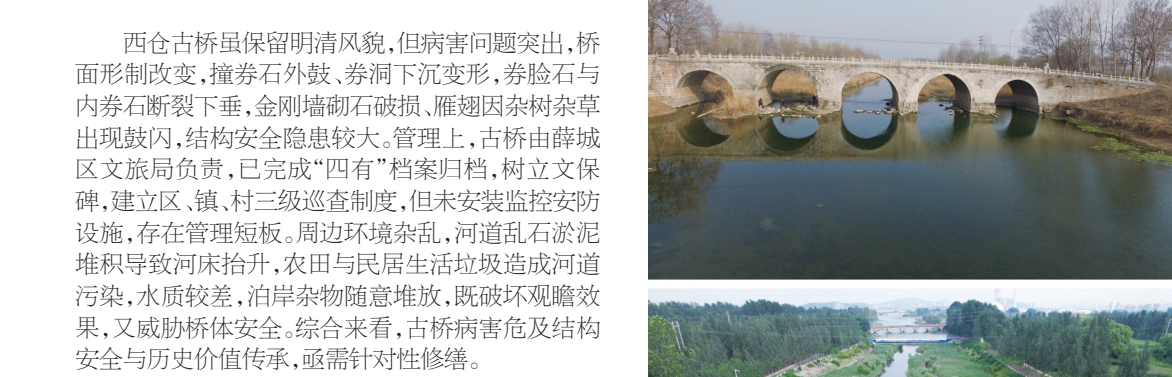 西仓古桥虽保留明清风貌,但病害问题突出,桥
面形制改变,撞券石外鼓、券洞下沉变形,券脸石与
内券石断裂下垂,金刚墙砌石破损、雁翅因杂树杂草
出现鼓闪,结构安全隐患较大。管理上,古桥由薛城
区文旅局负责,已完成“四有”档案归档,树立文保
碑,建立区、镇、村三级巡查制度,但未安装监控安防
设施,存在管理短板。周边环境杂乱,河道乱石淤泥
堆积导致河床抬升,农田与民居生活垃圾造成河道
污染,水质较差,泊岸杂物随意堆放,既破坏观瞻效
果,又威胁桥体安全。综合来看,古桥病害危及结构
安全与历史价值传承,亟需针对性修缮。